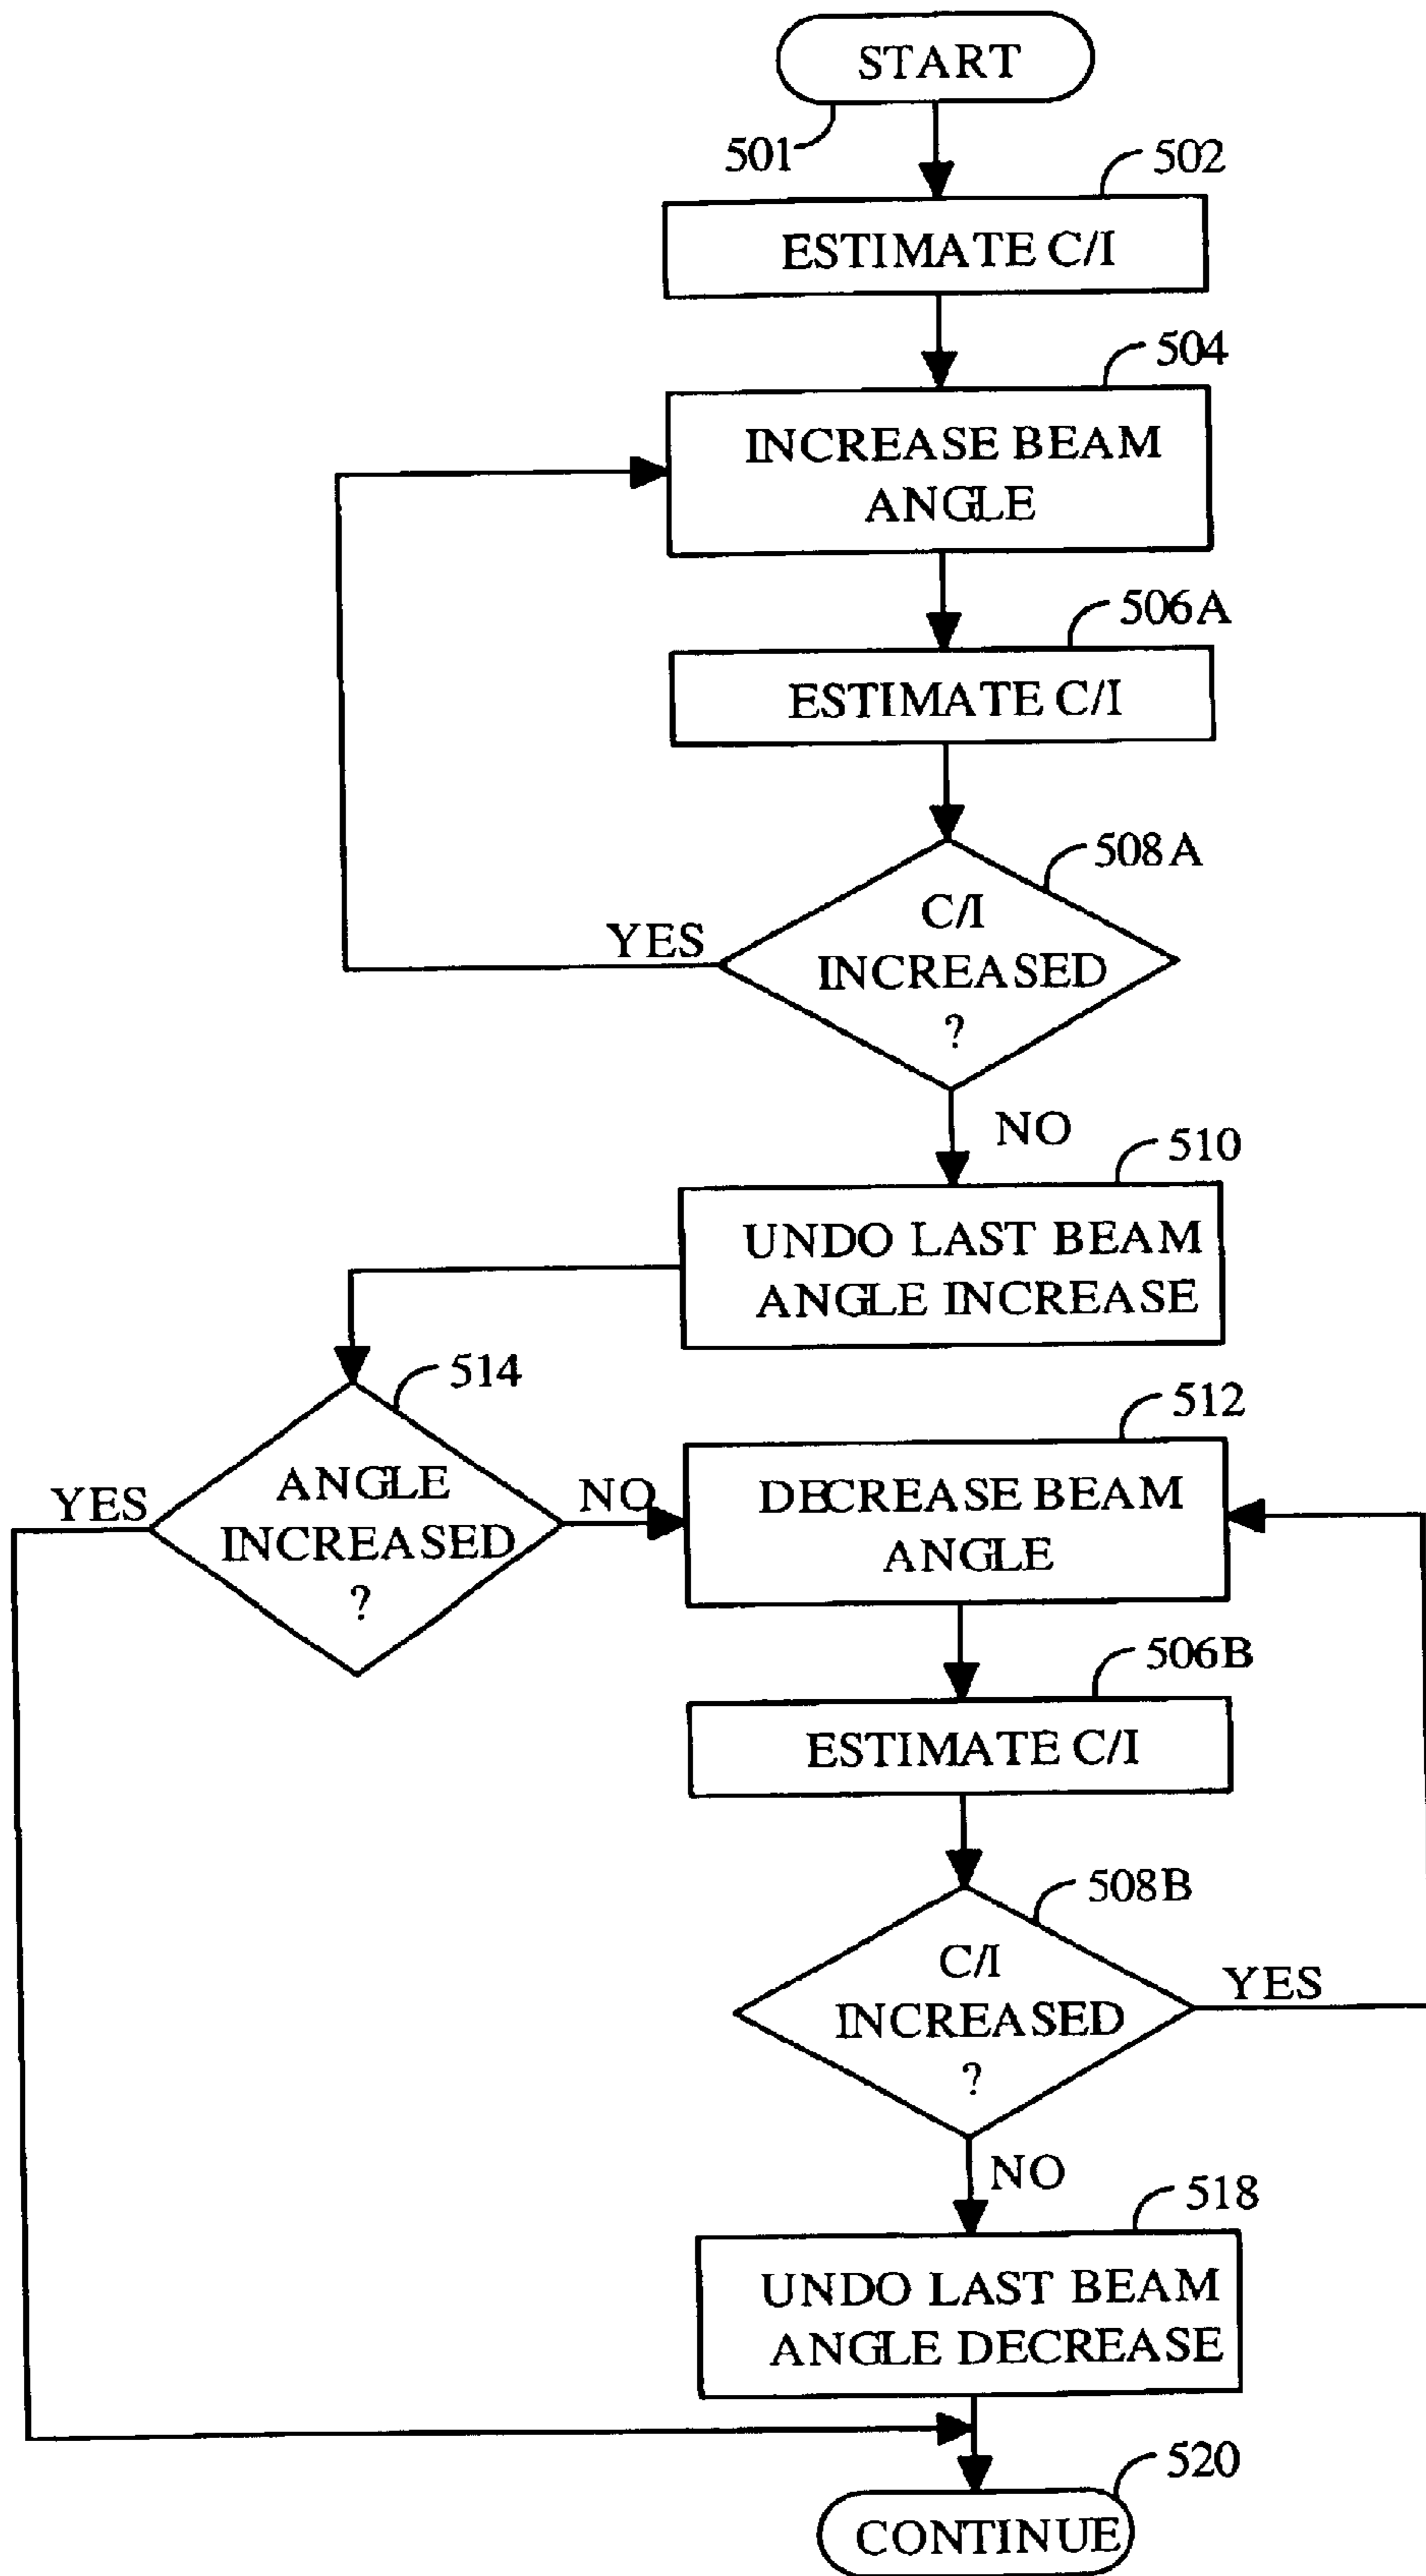 START
501
502
ESTIMATE C/I
504
INCREASE BEAM
ANGLE
506A
ESTIMATE C/I
508A
C/I
INCREASED
?
YES
NO
510
UNDO LAST BEAM
ANGLE INCREASE
514
ANGLE
INCREASED
?
YES
NO
512
DECREASE BEAM
ANGLE
506B
ESTIMATE C/I
508B
C/I
INCREASED
?
YES
NO
518
UNDO LAST BEAM
ANGLE DECREASE
520
CONTINUE